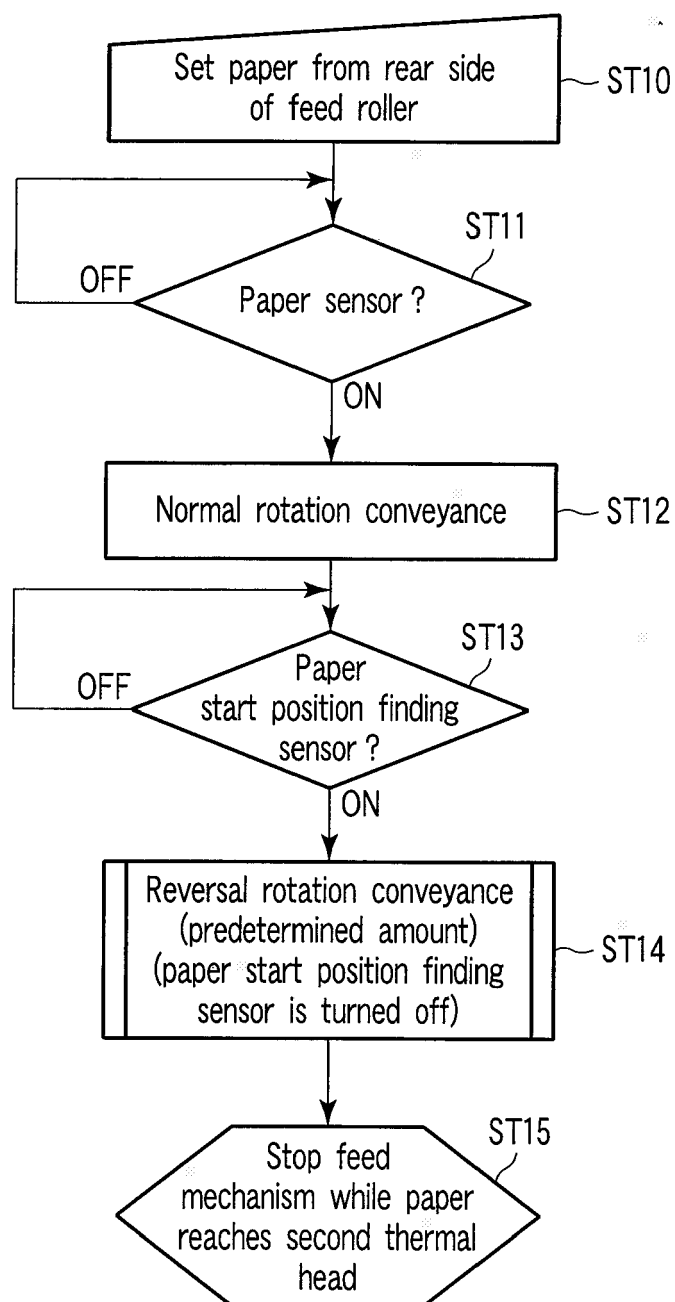 Set paper from rear side
of feed roller
ST10
ST11
OFF
Paper sensor ?
ON
Normal rotation conveyance
ST12
ST13
OFF
Paper
start position finding
sensor ?
ON
Reversal rotation conveyance
(predetermined amount)
(paper start position finding
sensor is turned off)
ST14
ST15
Stop feed
mechanism while paper
reaches second thermal
head